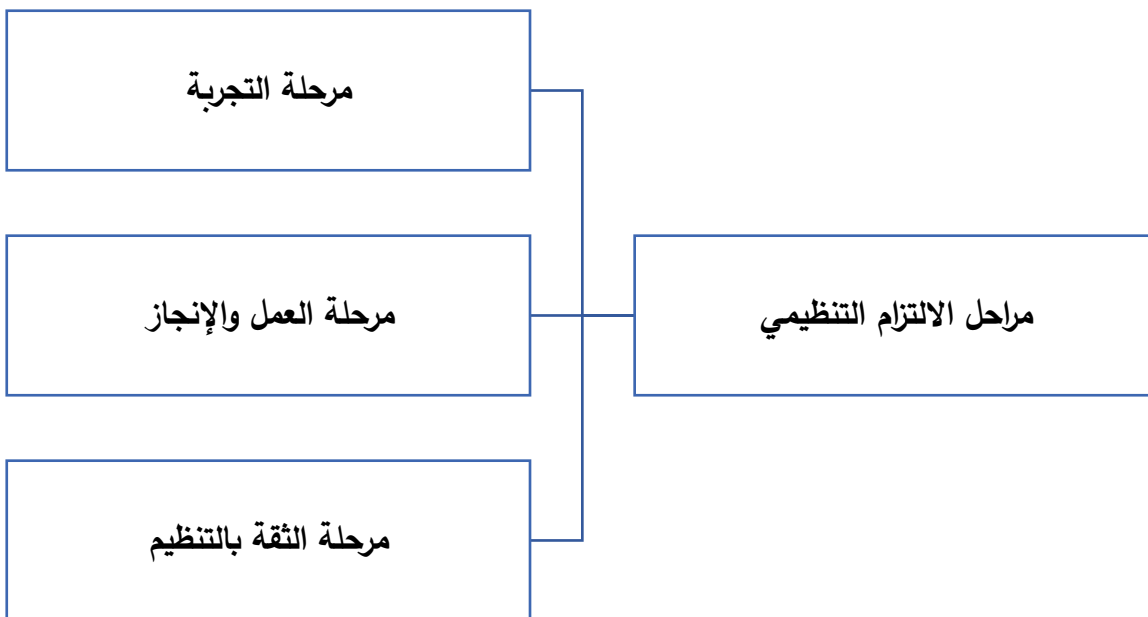 مراحل الالتزام التنظيمي
مرحلة التجربة
مرحلة العمل والإنجاز
مرحلة الثقة بالتنظيم